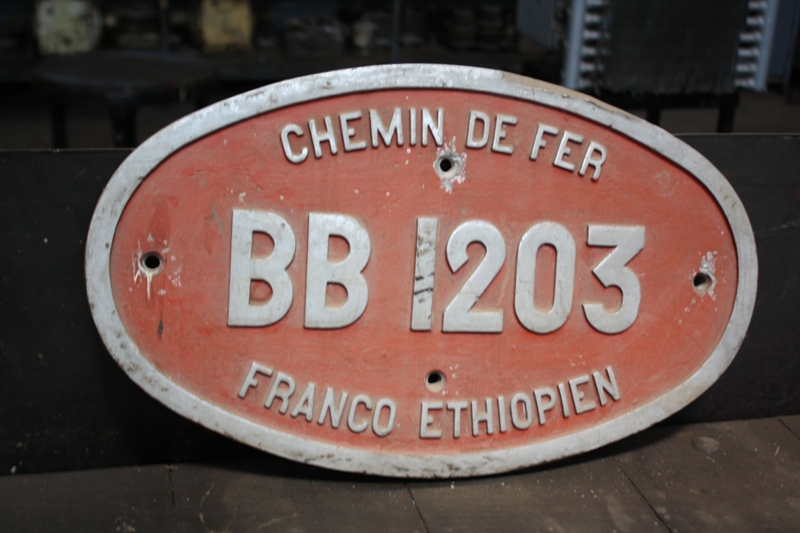 CHEMIN DE FER
BB 1203
FRANCO ETHIOPIEN